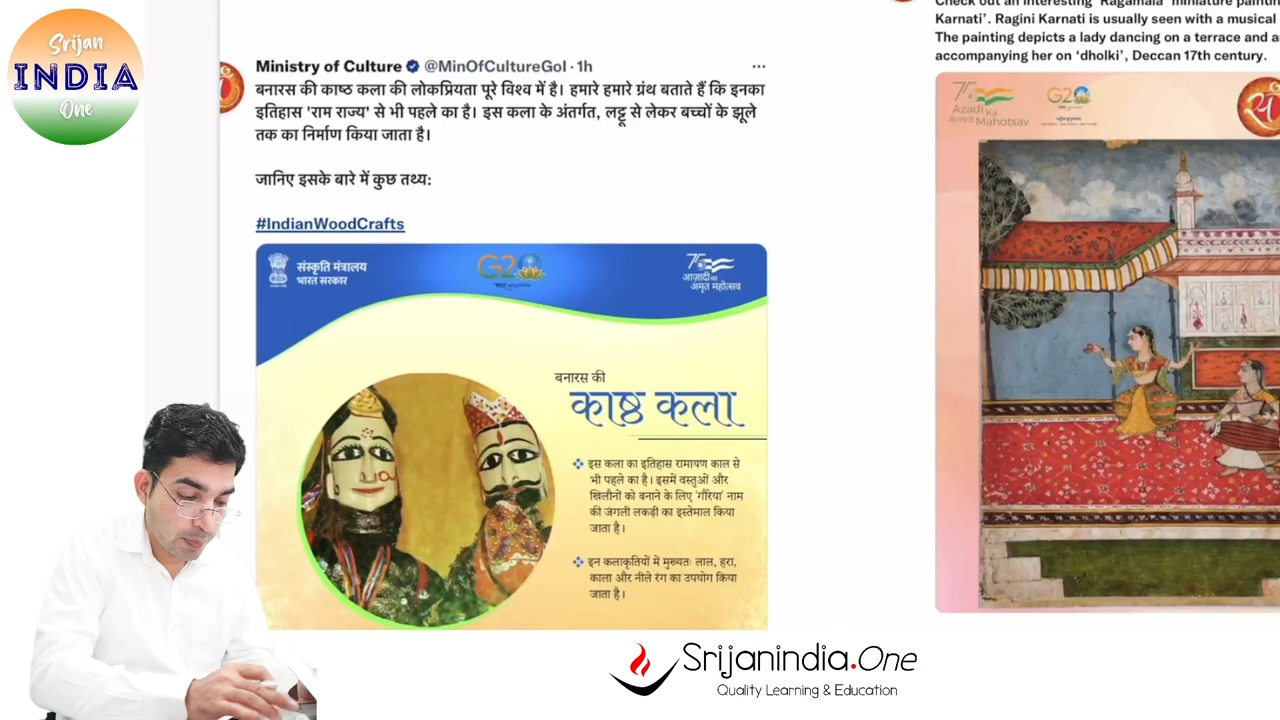 Srijan
INDIA
One
Ministry of Culture @MinOfCultureGoI · 1h
बनारस की काष्ठ कला की लोकप्रियता पूरे विश्व में है। हमारे हमारे ग्रंथ बताते हैं कि इनका
इतिहास 'राम राज्य' से भी पहले का है। इस कला के अंतर्गत, लट्टू से लेकर बच्चों के झूले
तक का निर्माण किया जाता है।
जानिए इसके बारे में कुछ तथ्य:
#IndianWoodCrafts
संस्कृति मंत्रालय
भारत सरकार
G20
75
आज़ादी का
अमृत महोत्सव
बनारस की
काष्ठ कला
इस कला का इतिहास रामायण काल से
भी पहले का है। इसमें वस्तुओं और
खिलौनों को बनाने के लिए 'गौरेया' नाम
की जंगली लकड़ी का इस्तेमाल किया
जाता है।
इन कलाकृतियों में मुख्यतः लाल, हरा,
काला और नीले रंग का उपयोग किया
जाता है।
Check out an interesting 'Ragamala' miniature
Karnati'. Ragini Karnati is usually seen with a musical
The painting depicts a lady dancing on a terrace and
accompanying her on 'dholki', Deccan 17th century.
75
Azadi Ka
Amrit Mahotsav
G20
Srijanindia.One
Quality Learning & Education